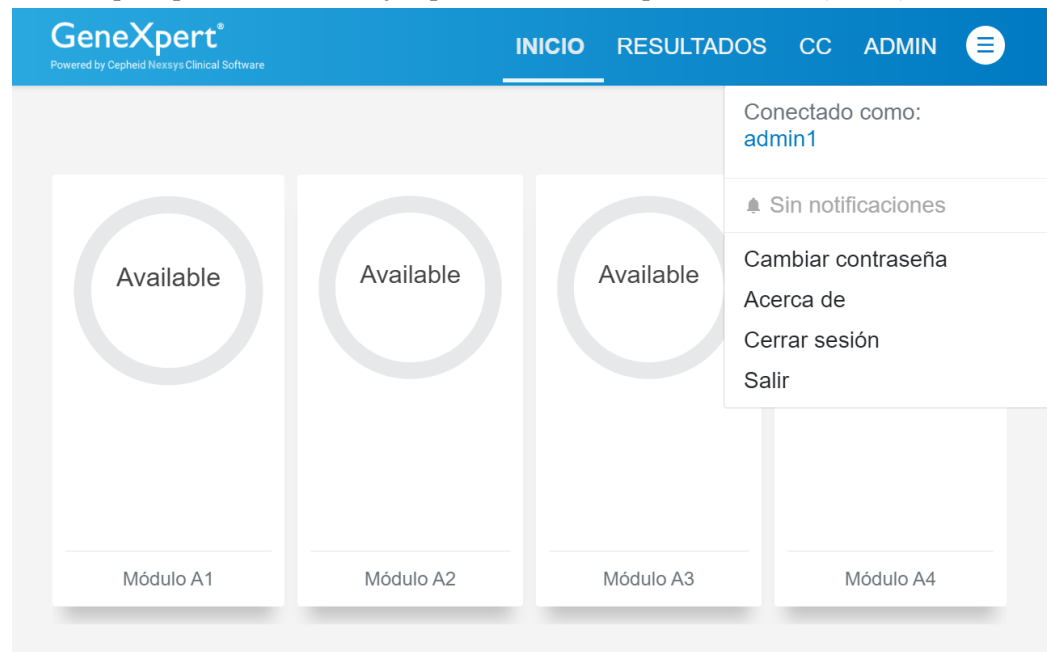 GeneXpert®
Powered by Cepheid Nexsys Clinical Software
INICIO RESULTADOS CC ADMIN
Conectado como:
admin1
Sin notificaciones
Cambiar contraseña
Acerca de
Cerrar sesión
Salir
Available Available Available
Módulo A1 Módulo A2 Módulo A3 Módulo A4